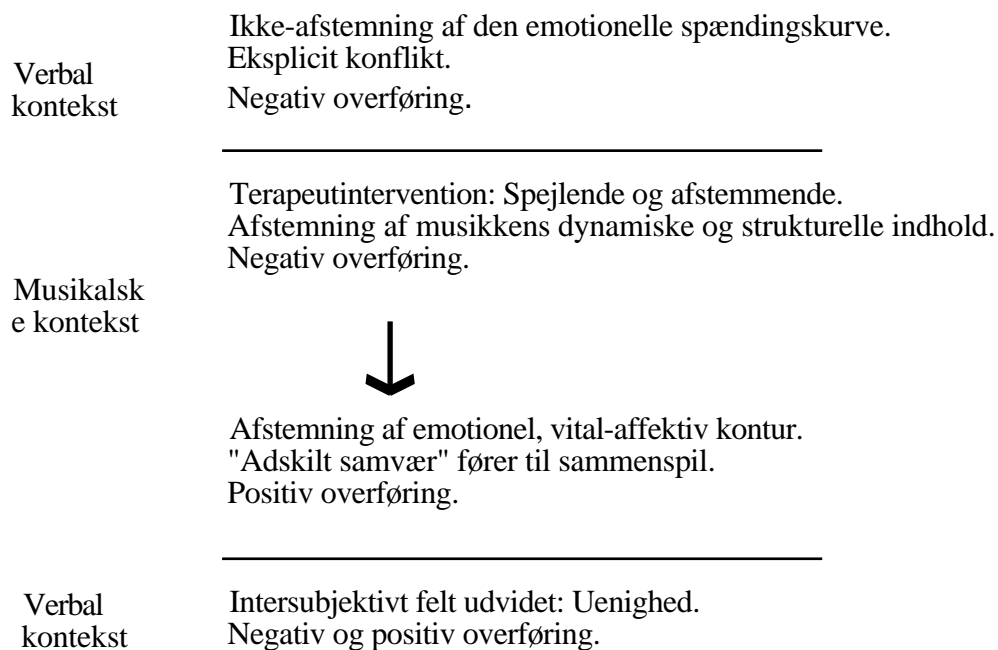 Verbal
kontekst
Ikke-afstemning af den emotionelle spændingskurve.
Eksplicit konflikt.
Negativ overføring.
Musikalsk
e kontekst
Terapeutintervention: Spejlende og afstemmende.
Afstemning af musikkens dynamiske og strukturelle indhold.
Negativ overføring.
Afstemning af emotionel, vital-affektiv kontur.
"Adskilt samvær" fører til sammenspil.
Positiv overføring.
Verbal
kontekst
Intersubjektivt felt udvidet: Uenighed.
Negativ og positiv overføring.